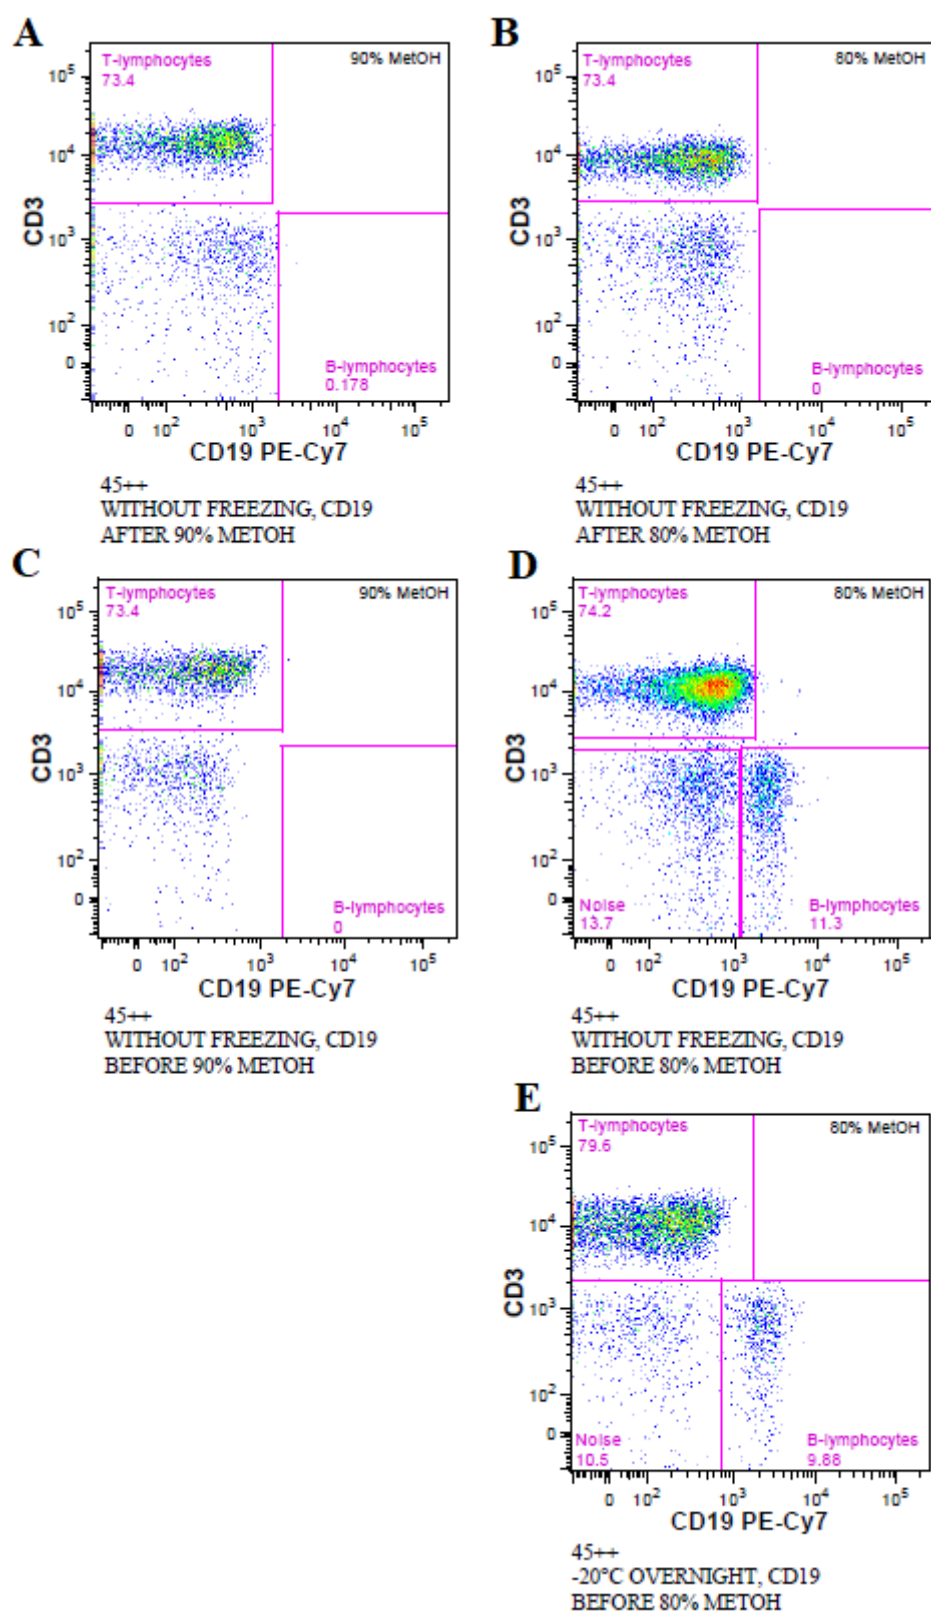 A
T-lymphocytes
73.4
90% MetOH
10^5
10^4
10^3
10^2
0
CD3
0 10^2 10^3 10^4 10^5
CD19 PE-Cy7
B-lymphocytes
0.178
45++
WITHOUT FREEZING, CD19
AFTER 90% METOH
B
T-lymphocytes
73.4
80% MetOH
10^5
10^4
10^3
10^2
0
CD3
B-lymphocytes
0
0 10^2 10^3 10^4 10^5
CD19 PE-Cy7
45++
WITHOUT FREEZING, CD19
AFTER 80% METOH
C
T-lymphocytes
73.4
90% MetOH
10^5
10^4
10^3
10^2
0
CD3
B-lymphocytes
0
0 10^2 10^3 10^4 10^5
CD19 PE-Cy7
45++
WITHOUT FREEZING, CD19
BEFORE 90% METOH
D
T-lymphocytes
74.2
80% MetOH
10^5
10^4
10^3
10^2
0
CD3
Noise
13.7
B-lymphocytes
11.3
0 10^2 10^3 10^4 10^5
CD19 PE-Cy7
45++
WITHOUT FREEZING, CD19
BEFORE 80% METOH
E
T-lymphocytes
79.6
80% MetOH
10^5
10^4
10^3
10^2
0
CD3
Noise
10.5
B-lymphocytes
9.88
0 10^2 10^3 10^4 10^5
CD19 PE-Cy7
45++
-20°C OVERNIGHT, CD19
BEFORE 80% METOH